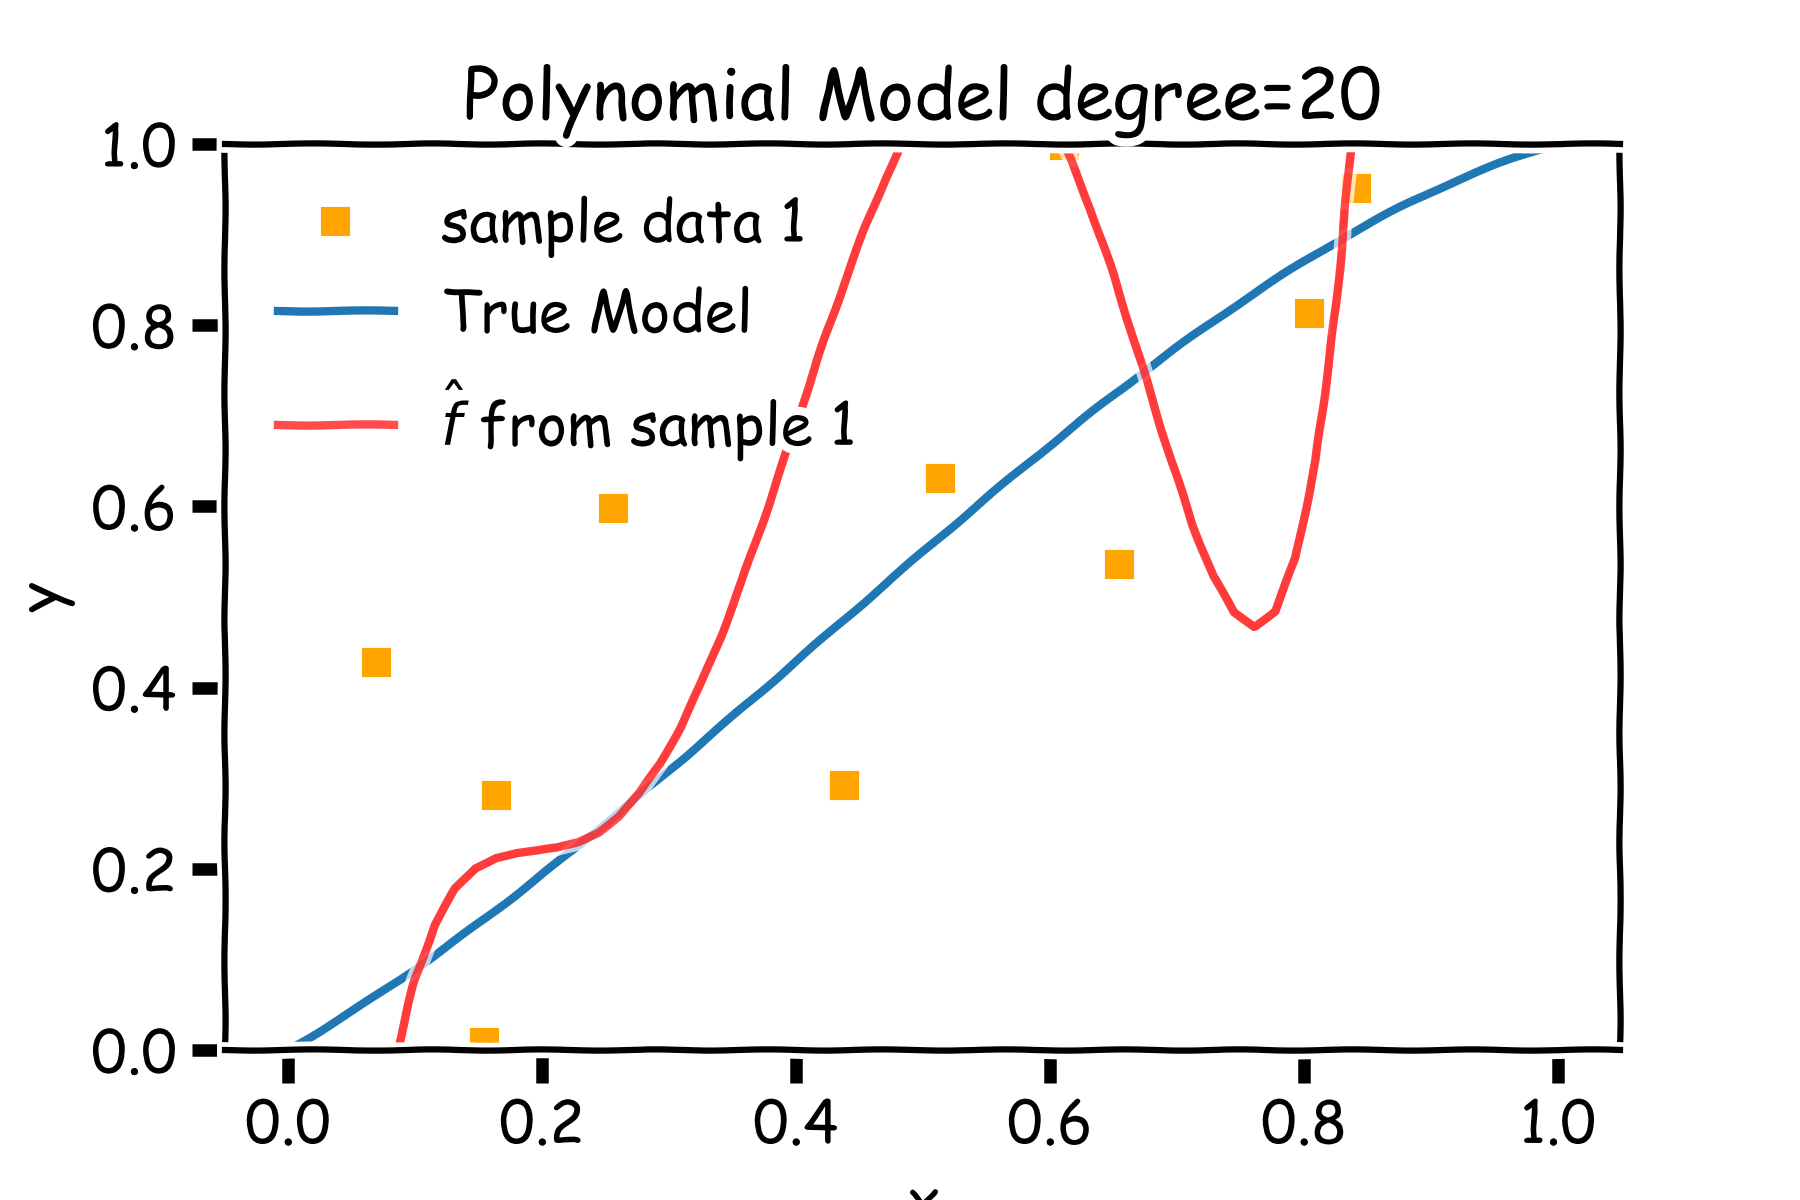 Polynomial Model degree=20
1.0
0.8
0.6
0.4
0.2
0.0
y
sample data 1
True Model
f̂ from sample 1
0.0 0.2 0.4 0.6 0.8 1.0